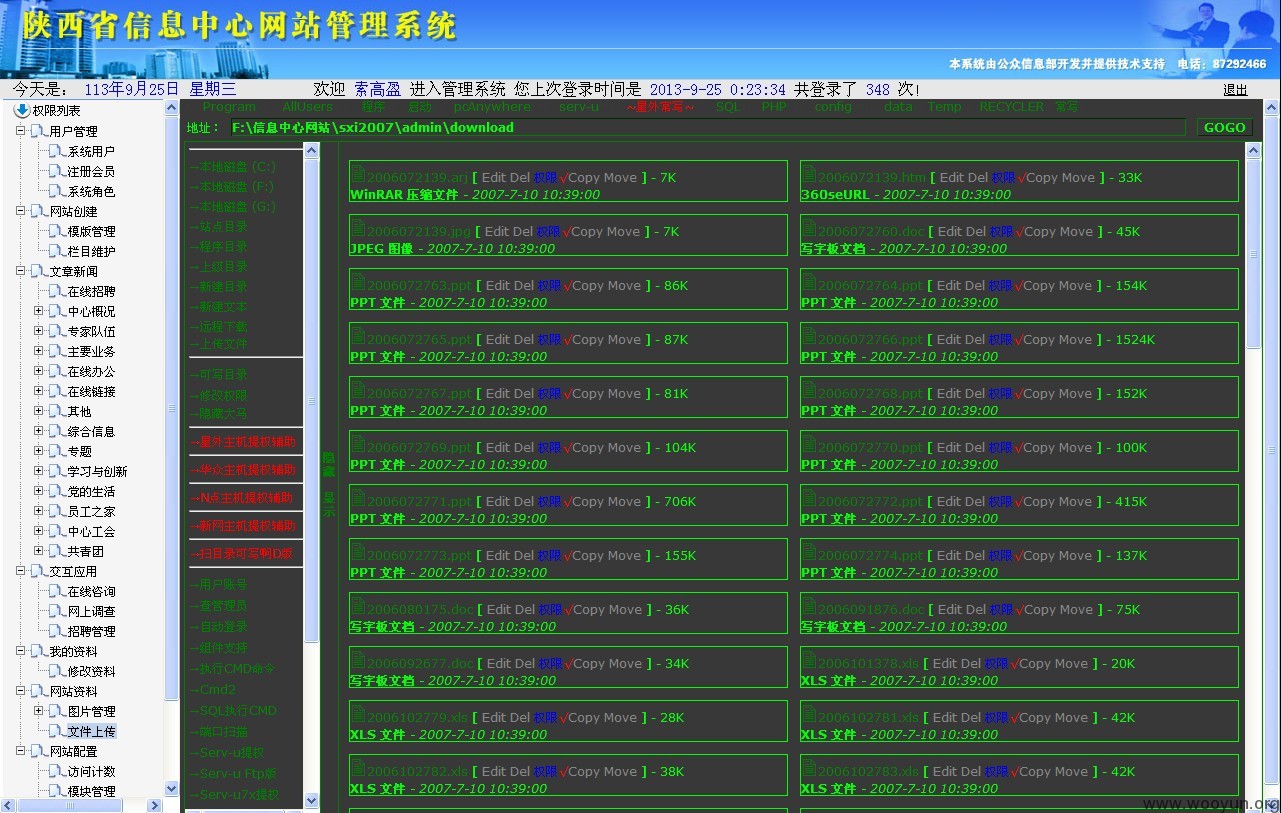 陕西省信息中心网站管理系统
本系统由公众信息部开发并提供技术支持 电话：87292466
今天是： 113年9月25日 星期三 欢迎 索高盈 进入管理系统 您上次登录时间是 2013-9-25 0:23:34 共登录了 348 次! 退出
权限列表
用户管理
系统用户
注册会员
系统角色
网站创建
模版管理
栏目维护
文章新闻
在线招聘
中心概况
专家队伍
主要业务
在线办公
在线链接
其他
综合信息
专题
学习与创新
党的生活
员工之家
中心工会
共青团
交互应用
在线咨询
网上调查
招聘管理
我的资料
修改资料
网站资料
图片管理
文件上传
网站配置
访问计数
模块管理
Program AllUsers 程序 启动 pcAnywhere serv-u ~星外常写~ SQL PHP config data Temp RECYCLER 常写
地址： F:\信息中心网站\sxi2007\admin\download GOGO
→本地磁盘 (C:)
→本地磁盘 (F:)
→本地磁盘 (G:)
→站点目录
→程序目录
→上级目录
→新建目录
→新建文本
→远程下载
→上传文件
→可写目录
→修改权限
→隐藏大马
→星外主机提权辅助
→华众主机提权辅助
→N点主机提权辅助
→新网主机提权辅助
→扫目录可写啊D版
→用户账号
→查管理员
→自动登录
→组件支持
→执行CMD命令
→Cmd2
→SQL执行CMD
→端口扫描
→Serv-u提权
→Serv-u Ftp版
→Serv-u7x提权
隐藏 显示
2006072139.arj [ Edit Del 权限√Copy Move ] - 7K
WinRAR 压缩文件 - 2007-7-10 10:39:00
2006072139.htm [ Edit Del 权限√Copy Move ] - 33K
360seURL - 2007-7-10 10:39:00
2006072139.jpg [ Edit Del 权限√Copy Move ] - 7K
JPEG 图像 - 2007-7-10 10:39:00
2006072760.doc [ Edit Del 权限√Copy Move ] - 45K
写字板文档 - 2007-7-10 10:39:00
2006072763.ppt [ Edit Del 权限√Copy Move ] - 86K
PPT 文件 - 2007-7-10 10:39:00
2006072764.ppt [ Edit Del 权限√Copy Move ] - 154K
PPT 文件 - 2007-7-10 10:39:00
2006072765.ppt [ Edit Del 权限√Copy Move ] - 87K
PPT 文件 - 2007-7-10 10:39:00
2006072766.ppt [ Edit Del 权限√Copy Move ] - 1524K
PPT 文件 - 2007-7-10 10:39:00
2006072767.ppt [ Edit Del 权限√Copy Move ] - 81K
PPT 文件 - 2007-7-10 10:39:00
2006072768.ppt [ Edit Del 权限√Copy Move ] - 152K
PPT 文件 - 2007-7-10 10:39:00
2006072769.ppt [ Edit Del 权限√Copy Move ] - 104K
PPT 文件 - 2007-7-10 10:39:00
2006072770.ppt [ Edit Del 权限√Copy Move ] - 100K
PPT 文件 - 2007-7-10 10:39:00
2006072771.ppt [ Edit Del 权限√Copy Move ] - 706K
PPT 文件 - 2007-7-10 10:39:00
2006072772.ppt [ Edit Del 权限√Copy Move ] - 415K
PPT 文件 - 2007-7-10 10:39:00
2006072773.ppt [ Edit Del 权限√Copy Move ] - 155K
PPT 文件 - 2007-7-10 10:39:00
2006072774.ppt [ Edit Del 权限√Copy Move ] - 137K
PPT 文件 - 2007-7-10 10:39:00
2006080175.doc [ Edit Del 权限√Copy Move ] - 36K
写字板文档 - 2007-7-10 10:39:00
2006091876.doc [ Edit Del 权限√Copy Move ] - 75K
写字板文档 - 2007-7-10 10:39:00
2006092677.doc [ Edit Del 权限√Copy Move ] - 34K
写字板文档 - 2007-7-10 10:39:00
2006101378.xls [ Edit Del 权限√Copy Move ] - 20K
XLS 文件 - 2007-7-10 10:39:00
2006102779.xls [ Edit Del 权限√Copy Move ] - 28K
XLS 文件 - 2007-7-10 10:39:00
2006102781.xls [ Edit Del 权限√Copy Move ] - 42K
XLS 文件 - 2007-7-10 10:39:00
2006102782.xls [ Edit Del 权限√Copy Move ] - 38K
XLS 文件 - 2007-7-10 10:39:00
2006102783.xls [ Edit Del 权限√Copy Move ] - 42K
XLS 文件 - 2007-7-10 10:39:00
www.wooyun.org